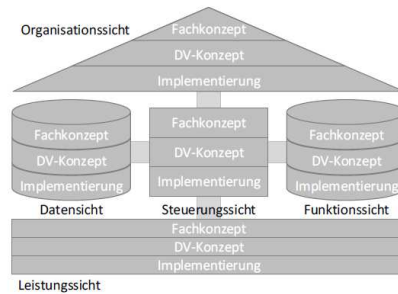 Organisationssicht
Fachkonzept
DV-Konzept
Implementierung
Fachkonzept
DV-Konzept
Implementierung
Datensicht
Fachkonzept
DV-Konzept
Implementierung
Steuerungssicht
Fachkonzept
DV-Konzept
Implementierung
Funktionssicht
Fachkonzept
DV-Konzept
Implementierung
Leistungssicht